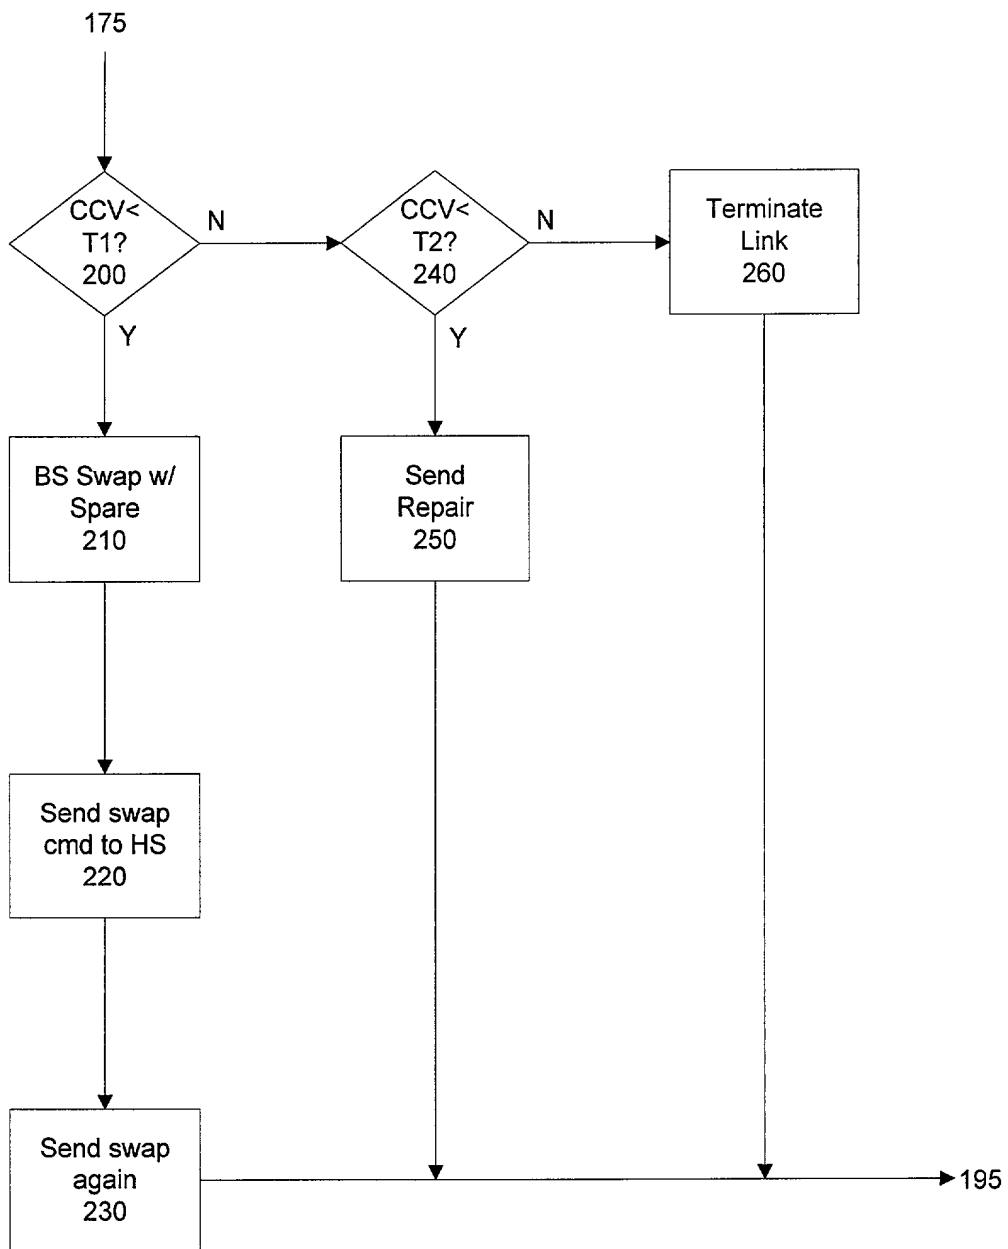 175
CCV<
T1?
200
N
Y
CCV<
T2?
240
N
Y
Terminate
Link
260
BS Swap w/
Spare
210
Send
Repair
250
Send swap
cmd to HS
220
Send swap
again
230
195